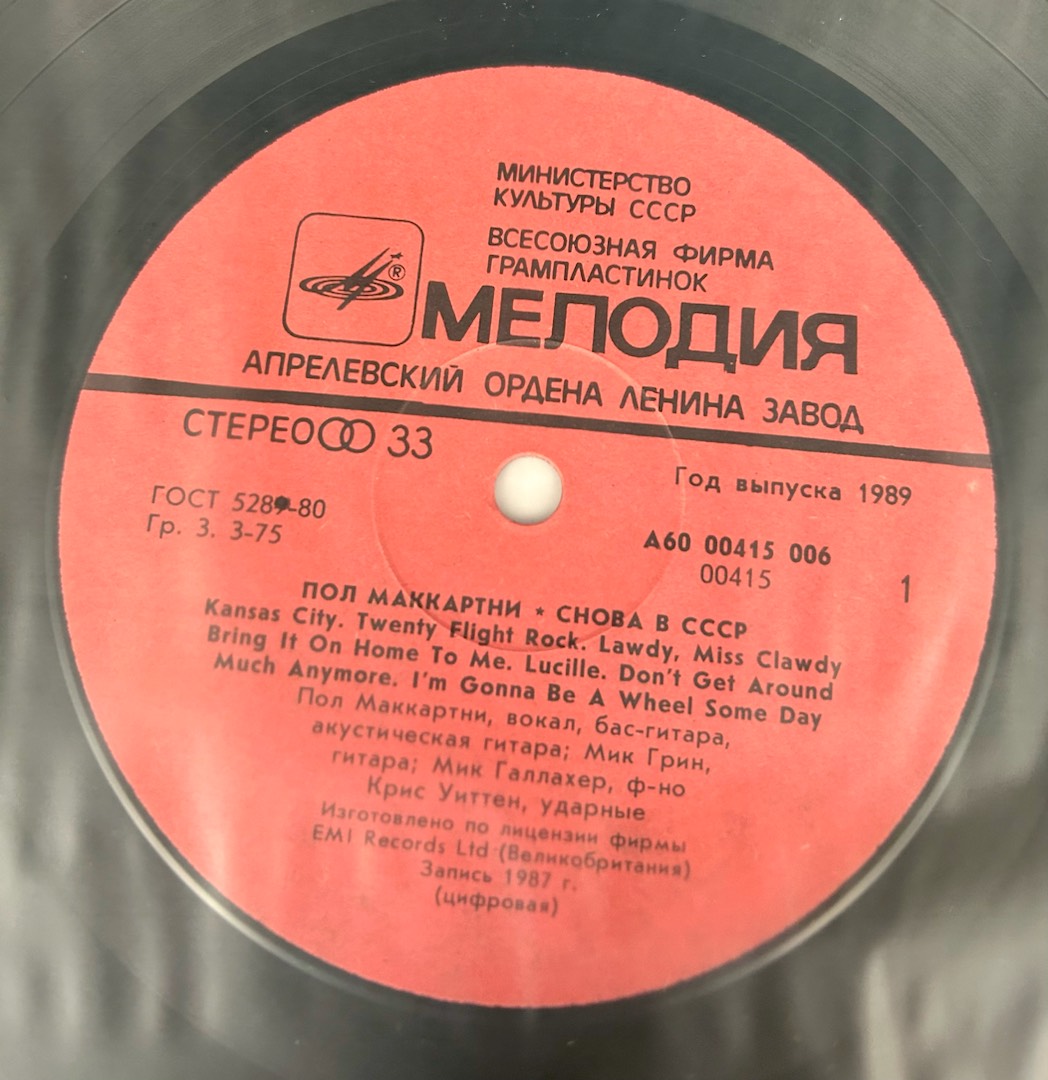 МИНИСТЕРСТВО
КУЛЬТУРЫ СССР
ВСЕСОЮЗНАЯ ФИРМА
ГРАМПЛАСТИНОК
®
МЕЛОДИЯ
АПРЕЛЕВСКИЙ ОРДЕНА ЛЕНИНА ЗАВОД
СТЕРЕО 33
Год выпуска 1989
ГОСТ 5289-80
Гр. 3. 3-75
А60 00415 006
00415
1
ПОЛ МАККАРТНИ ★ СНОВА В СССР
Kansas City. Twenty Flight Rock. Lawdy, Miss Clawdy
Bring It On Home To Me. Lucille. Don't Get Around
Much Anymore. I'm Gonna Be A Wheel Some Day
Пол Маккартни, вокал, бас-гитара,
акустическая гитара; Мик Грин,
гитара; Мик Галлахер, ф-но
Крис Уиттен, ударные
Изготовлено по лицензии фирмы
EMI Records Ltd (Великобритания)
Запись 1987 г.
(цифровая)